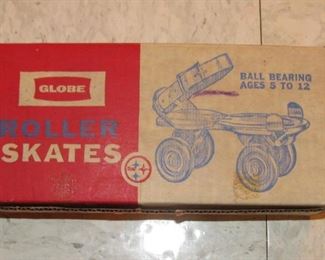 GLOBE
ROLLER
SKATES
BALL BEARING
AGES 5 TO 12